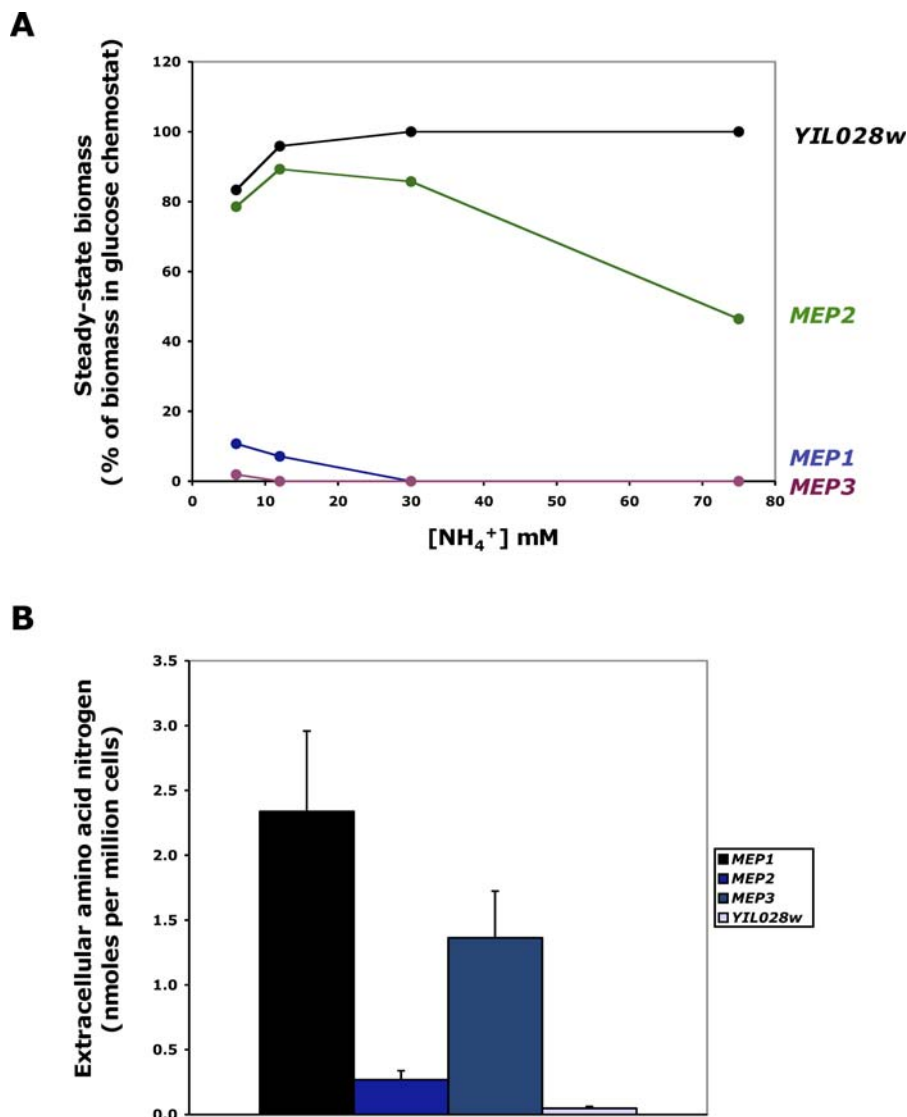 A
Steady-state biomass
(% of biomass in glucose chemostat)
120
100
80
60
40
20
0
0 10 20 30 40 50 60 70 80
[NH₄⁺] mM
YIL028w
MEP2
MEP1
MEP3
B
Extracellular amino acid nitrogen
(nmoles per million cells)
3.5
3.0
2.5
2.0
1.5
1.0
0.5
0.0
MEP1
MEP2
MEP3
YIL028w